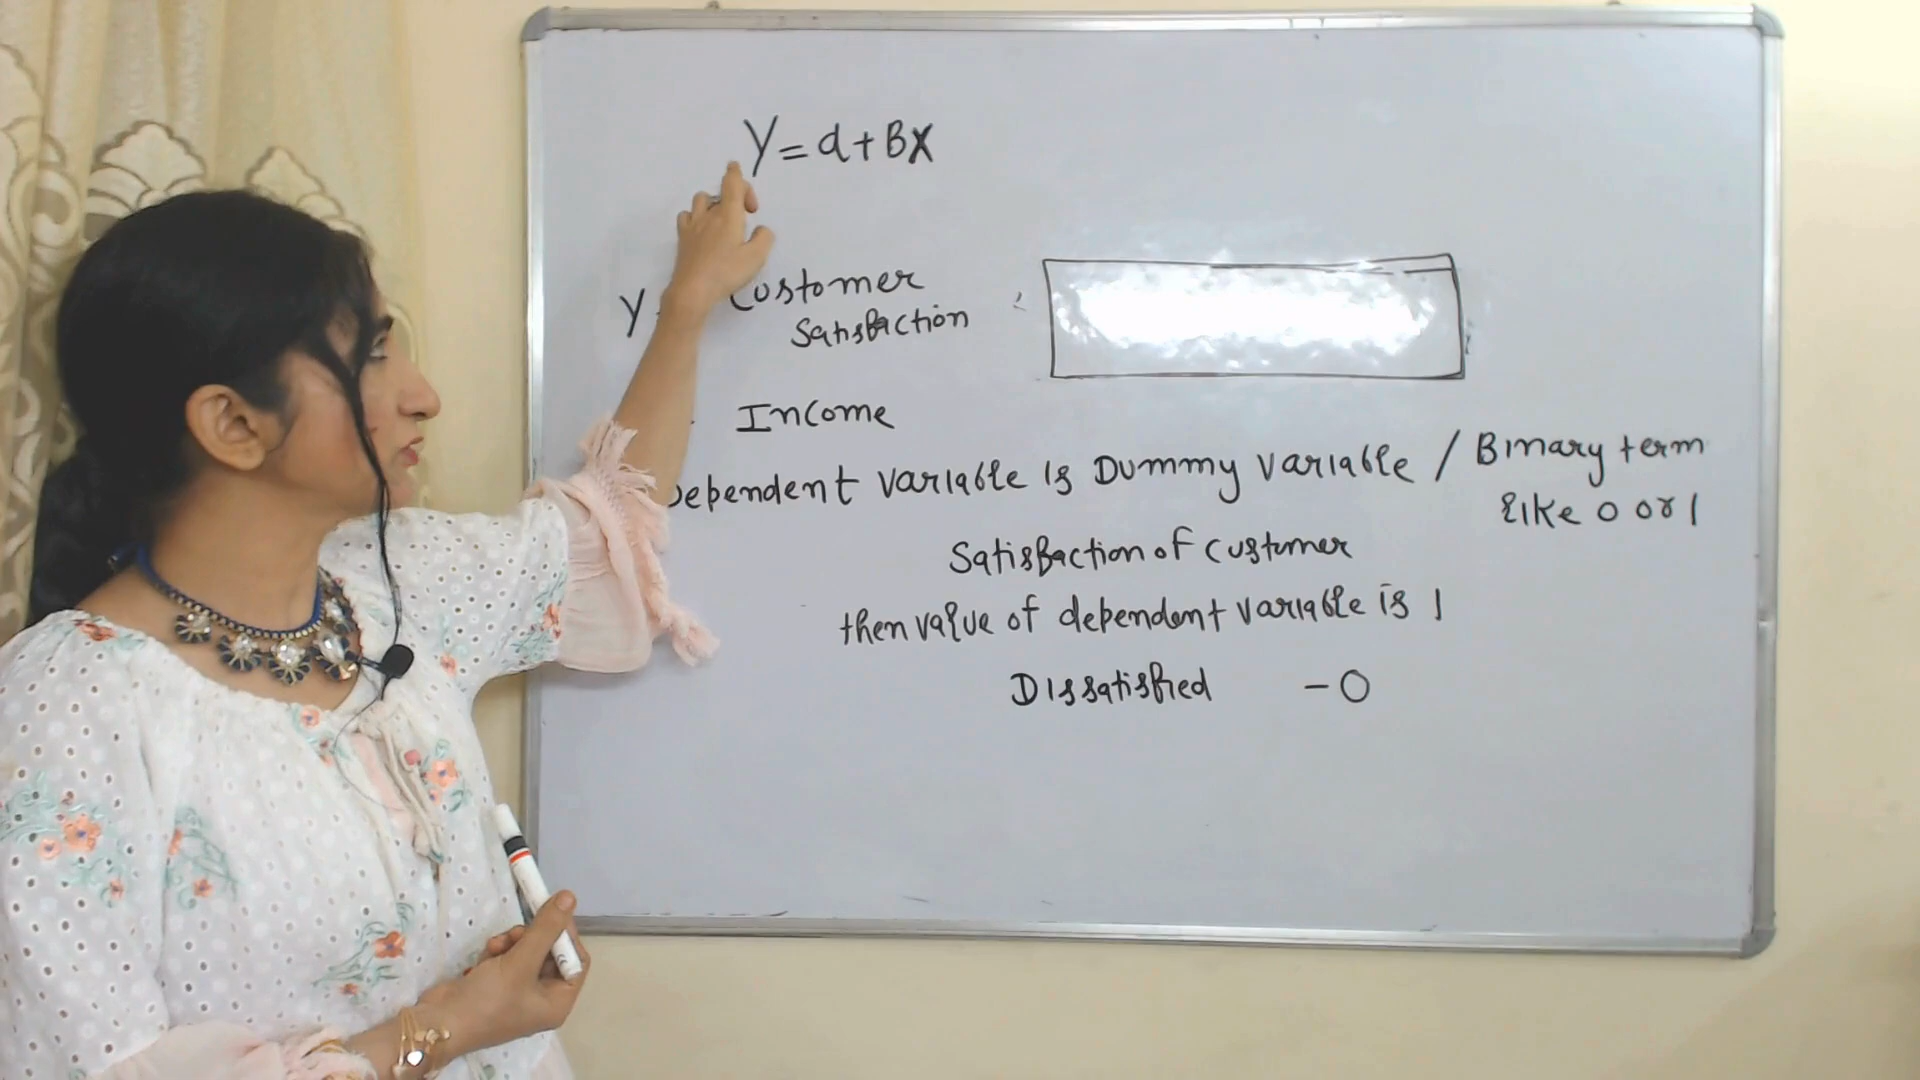 Y = α + BX
Y Customer
Satisfaction
Income
Dependent variable is Dummy variable / Binary term
like 0 or 1
Satisfaction of customer
then value of dependent variable is 1
Dissatisfied - 0